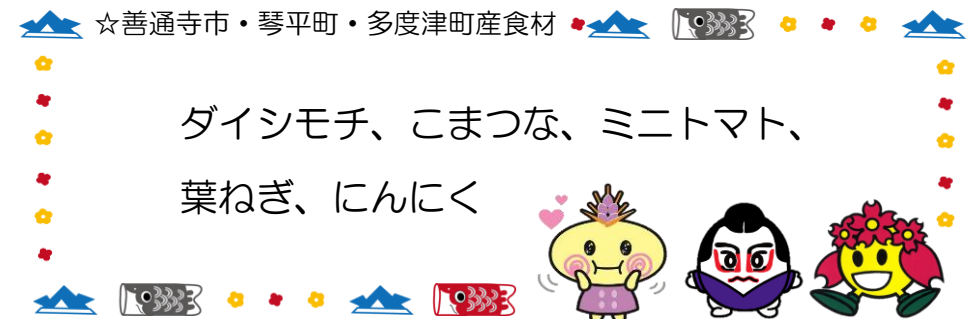 ☆善通寺市・琴平町・多度津町産食材
ダイシモチ、こまつな、ミニトマト、
葉ねぎ、にんにく